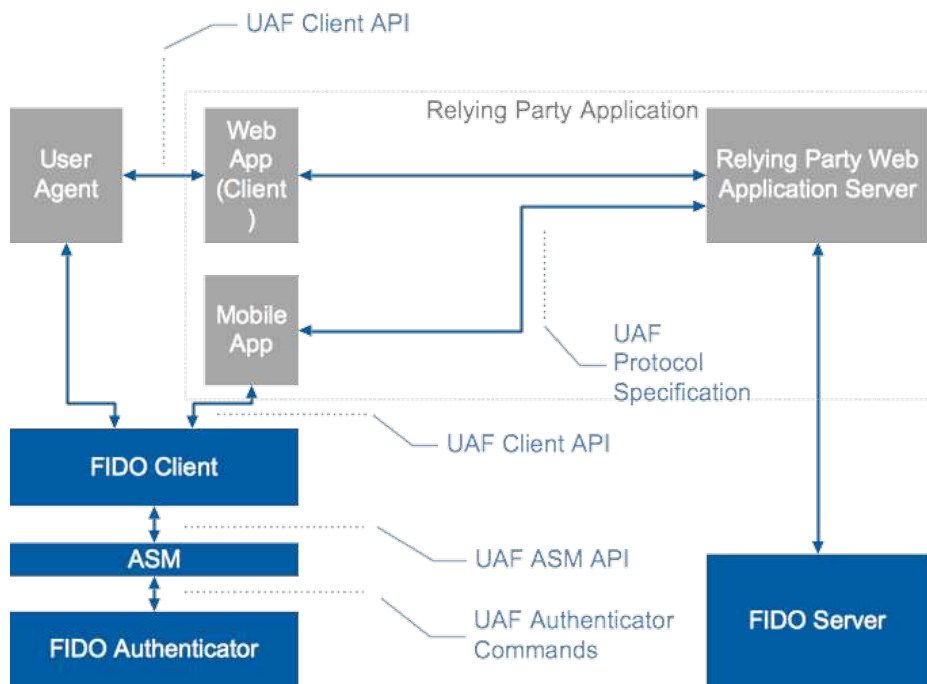 UAF Client API
Relying Party Application
User
Agent
Web
App
(Client
)
Relying Party Web
Application Server
Mobile
App
UAF
Protocol
Specification
UAF Client API
FIDO Client
ASM
UAF ASM API
FIDO Authenticator
UAF Authenticator
Commands
FIDO Server